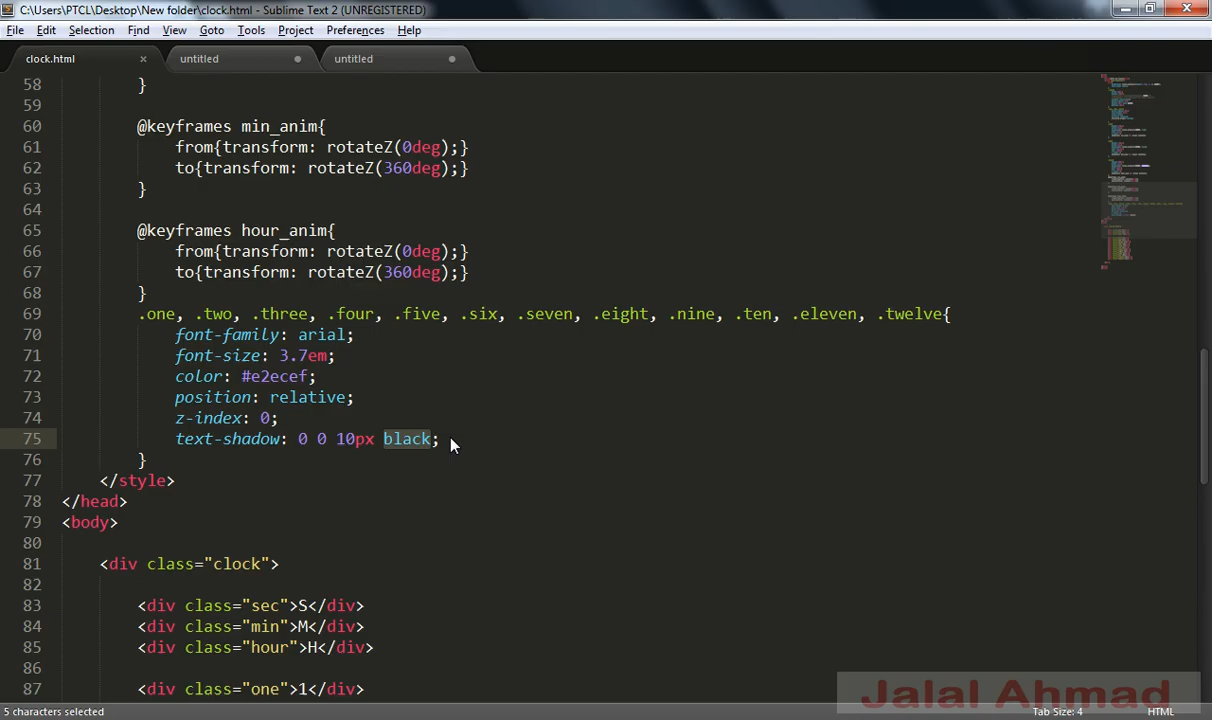 C:\Users\PTCL\Desktop\New folder\clock.html - Sublime Text 2 (UNREGISTERED)
File Edit Selection Find View Goto Tools Project Preferences Help
clock.html × untitled untitled
58 }
59
60 @keyframes min_anim{
61 from{transform: rotateZ(0deg);}
62 to{transform: rotateZ(360deg);}
63 }
64
65 @keyframes hour_anim{
66 from{transform: rotateZ(0deg);}
67 to{transform: rotateZ(360deg);}
68 }
69 .one, .two, .three, .four, .five, .six, .seven, .eight, .nine, .ten, .eleven, .twelve{
70 font-family: arial;
71 font-size: 3.7em;
72 color: #e2ecef;
73 position: relative;
74 z-index: 0;
75 text-shadow: 0 0 10px black;
76 }
77 </style>
78 </head>
79 <body>
80
81 <div class="clock">
82
83 <div class="sec">S</div>
84 <div class="min">M</div>
85 <div class="hour">H</div>
86
87 <div class="one">1</div>
Jalal Ahmad
5 characters selected Tab Size: 4 HTML